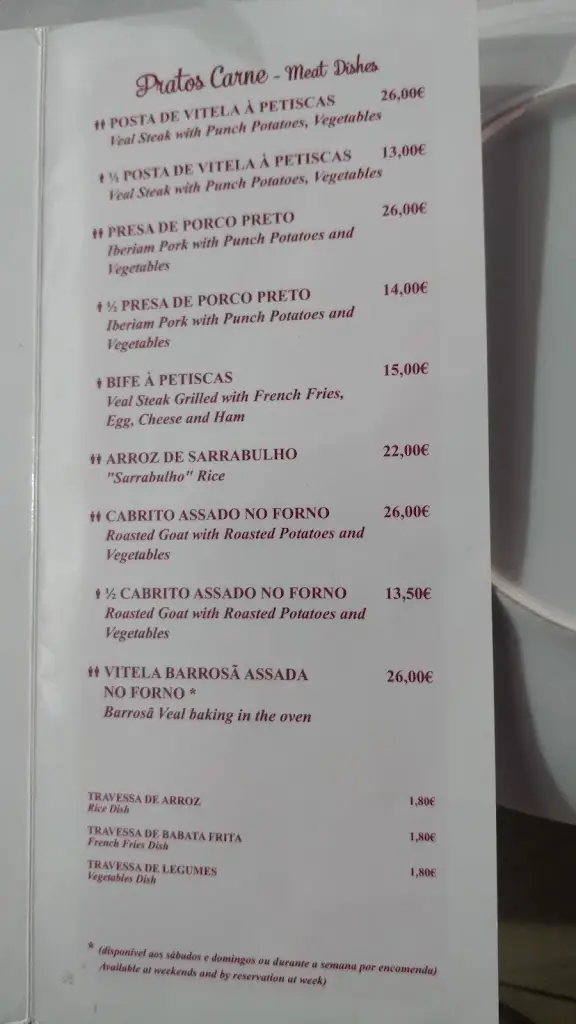 Pratos Carne - Meat Dishes
POSTA DE VITELA À PETISCAS 26,00€
Veal Steak with Punch Potatoes, Vegetables
½ POSTA DE VITELA À PETISCAS 13,00€
Veal Steak with Punch Potatoes, Vegetables
PRESA DE PORCO PRETO 26,00€
Iberiam Pork with Punch Potatoes and
Vegetables
½ PRESA DE PORCO PRETO 14,00€
Iberiam Pork with Punch Potatoes and
Vegetables
BIFE À PETISCAS 15,00€
Veal Steak Grilled with French Fries,
Egg, Cheese and Ham
ARROZ DE SARRABULHO 22,00€
"Sarrabulho" Rice
CABRITO ASSADO NO FORNO 26,00€
Roasted Goat with Roasted Potatoes and
Vegetables
½ CABRITO ASSADO NO FORNO 13,50€
Roasted Goat with Roasted Potatoes and
Vegetables
VITELA BARROSÃ ASSADA 26,00€
NO FORNO *
Barrosã Veal baking in the oven
TRAVESSA DE ARROZ 1,80€
Rice Dish
TRAVESSA DE BABATA FRITA 1,80€
French Fries Dish
TRAVESSA DE LEGUMES 1,80€
Vegetables Dish
* (disponível aos sábados e domingos ou durante a semana por encomenda)
Available at weekends and by reservation at week)